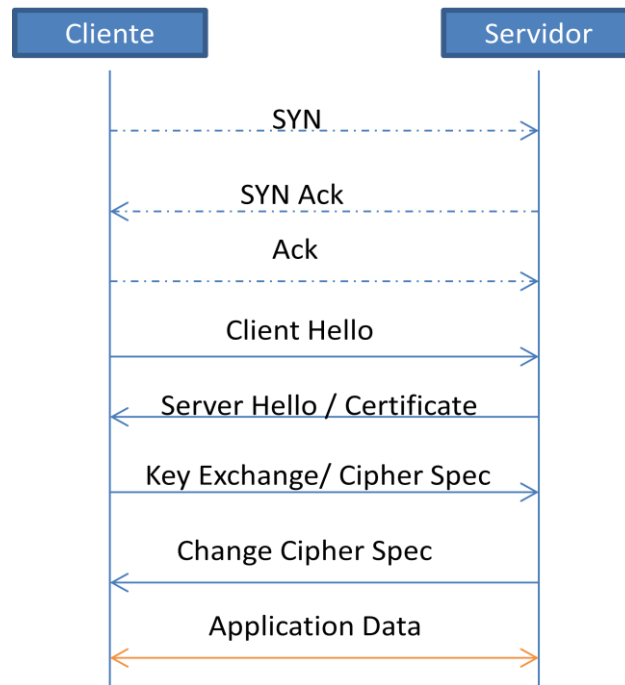 Cliente
Servidor
SYN
SYN Ack
Ack
Client Hello
Server Hello / Certificate
Key Exchange/ Cipher Spec
Change Cipher Spec
Application Data